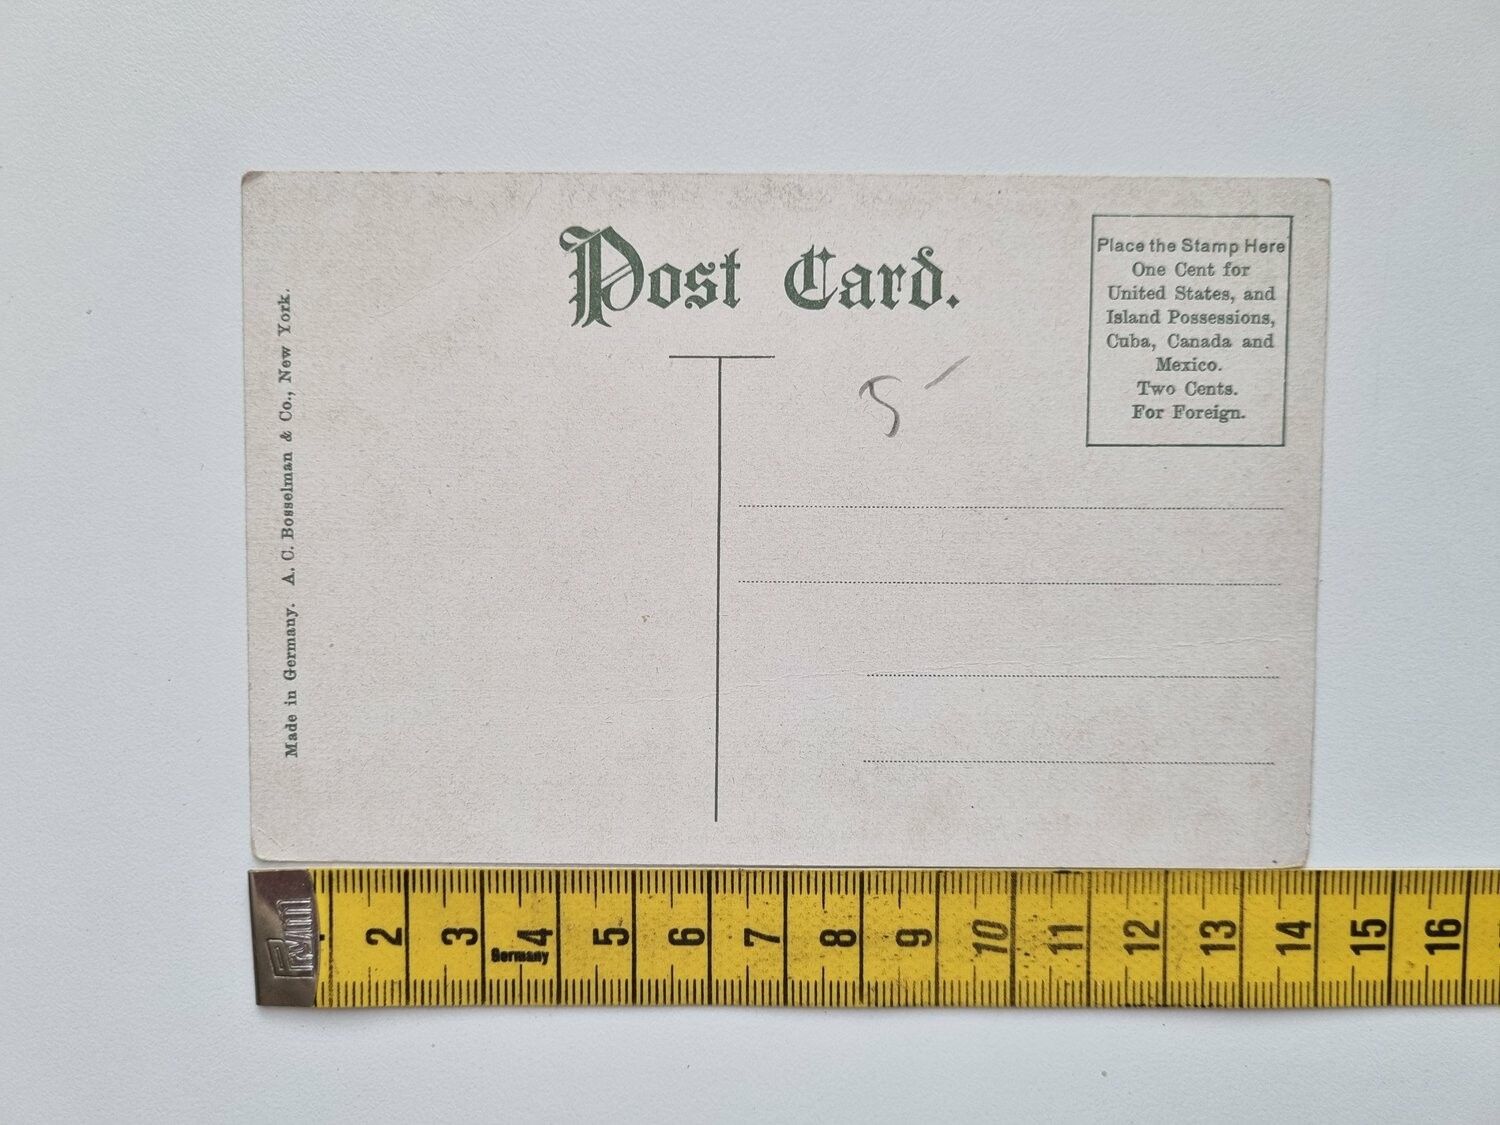 Post Card.
Place the Stamp Here
One Cent for
United States, and
Island Possessions,
Cuba, Canada and
Mexico.
Two Cents.
For Foreign.
Made in Germany. A. C. Bosselman & Co., New York.
5
2 3 4 5 6 7 8 9 10 11 12 13 14 15 16
Germany